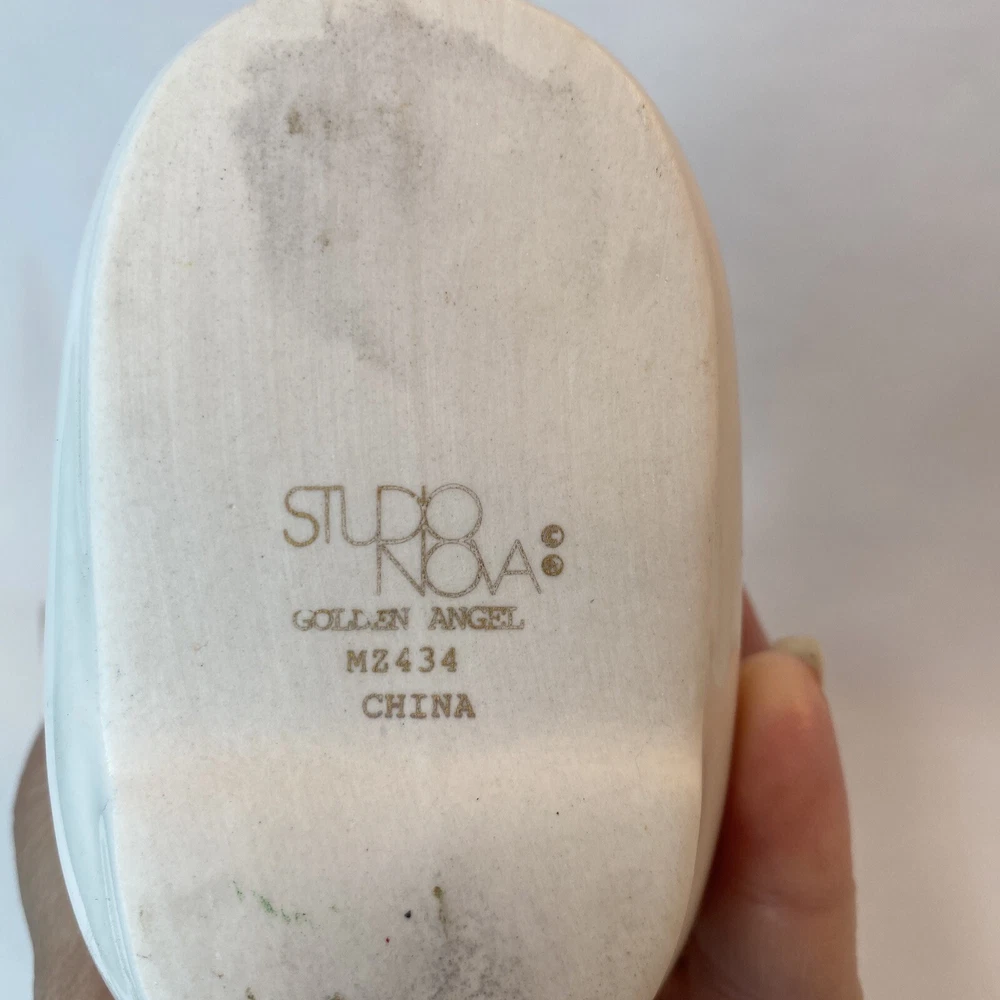 STUDIO
NOVA ©®
GOLDEN ANGEL
MZ434
CHINA